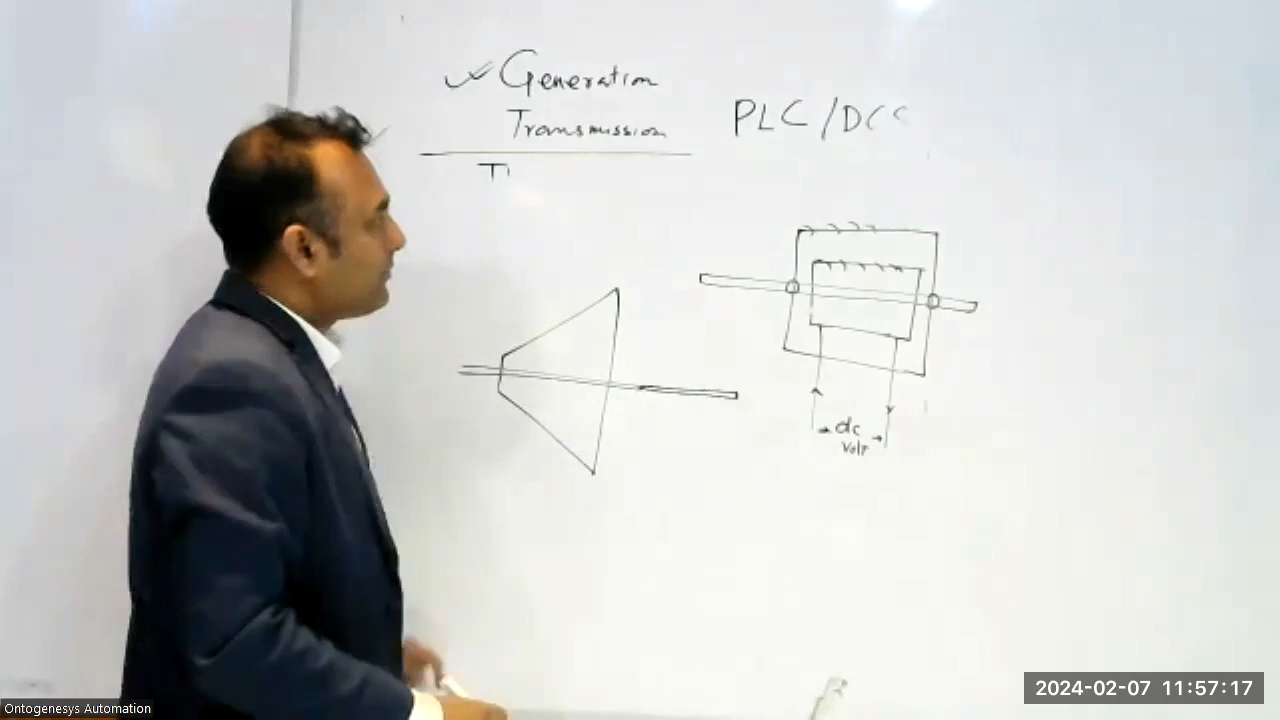 ✓ Generation
Transmission
PLC / DCS
T
dc
Volt
Ontogenesys Automation
2024-02-07 11:57:17